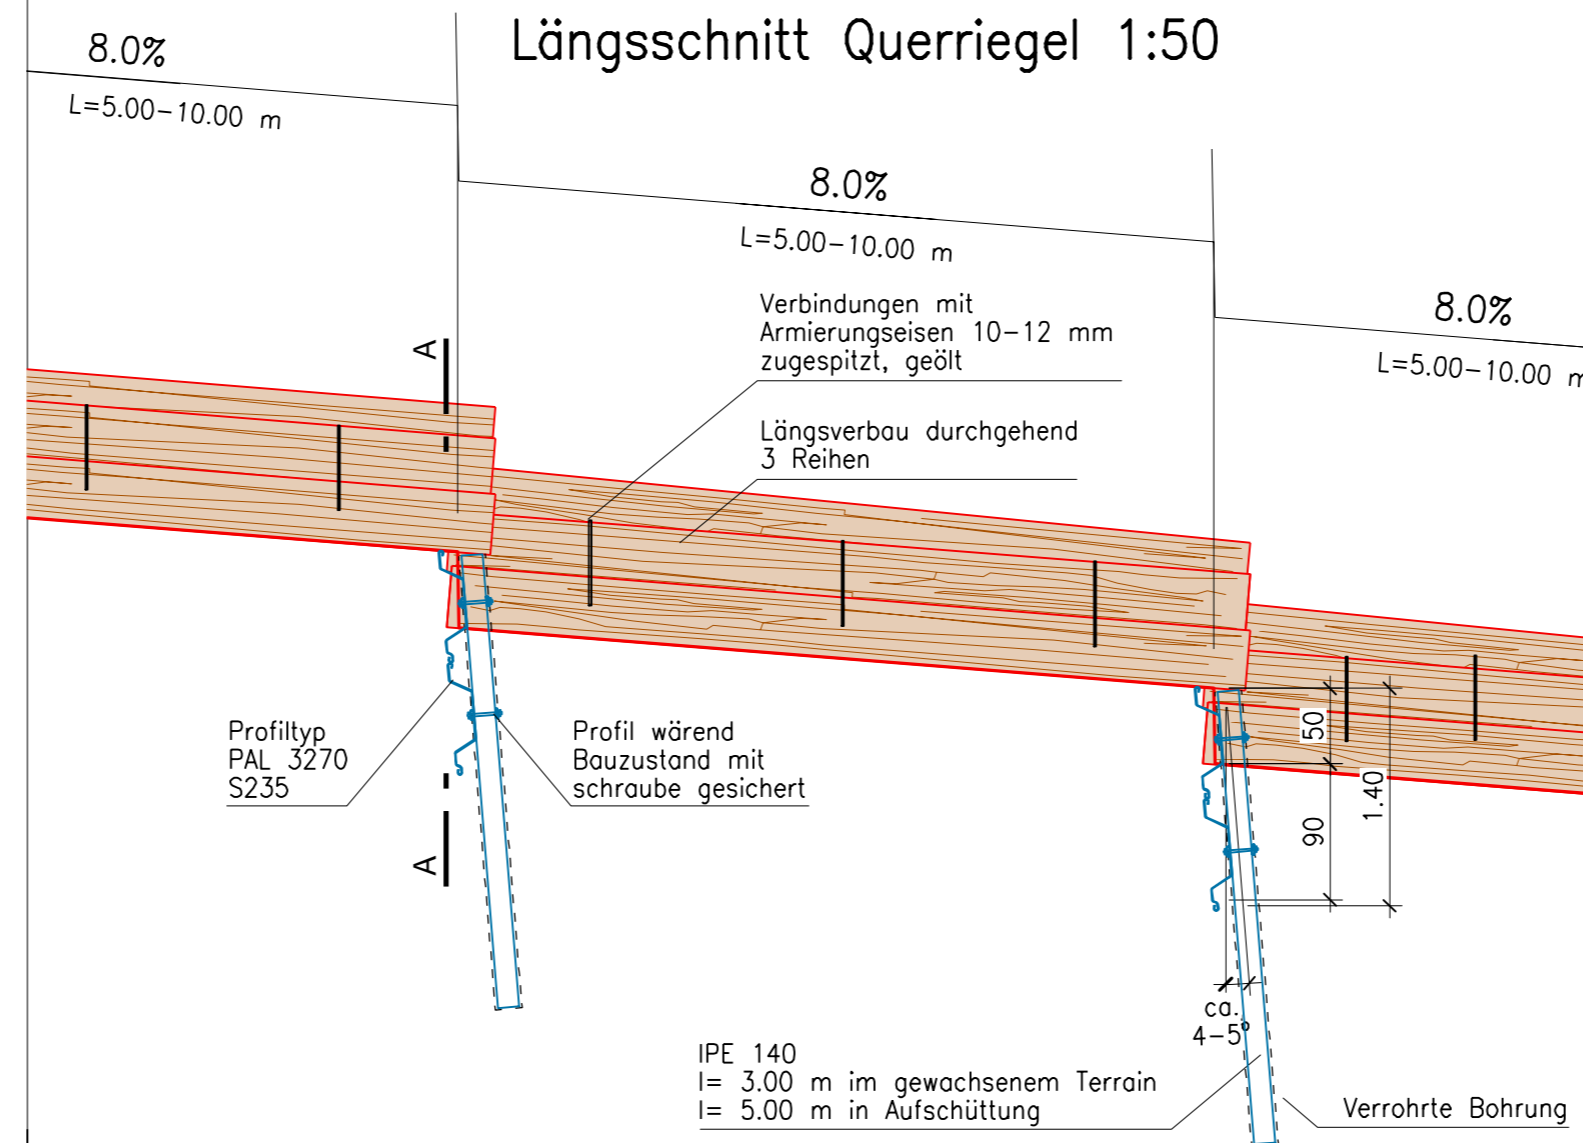 Längsschnitt Querriegel 1:50
8.0%
L=5.00-10.00 m
8.0%
L=5.00-10.00 m
8.0%
L=5.00-10.00 m
Verbindungen mit
Armierungseisen 10-12 mm
zugespitzt, geölt
Längsverbau durchgehend
3 Reihen
A
Profiltyp
PAL 3270
S235
Profil wärend
Bauzustand mit
schraube gesichert
A
50
90
1.40
ca.
4-5°
IPE 140
l= 3.00 m im gewachsenem Terrain
l= 5.00 m in Aufschüttung
Verrohrte Bohrung